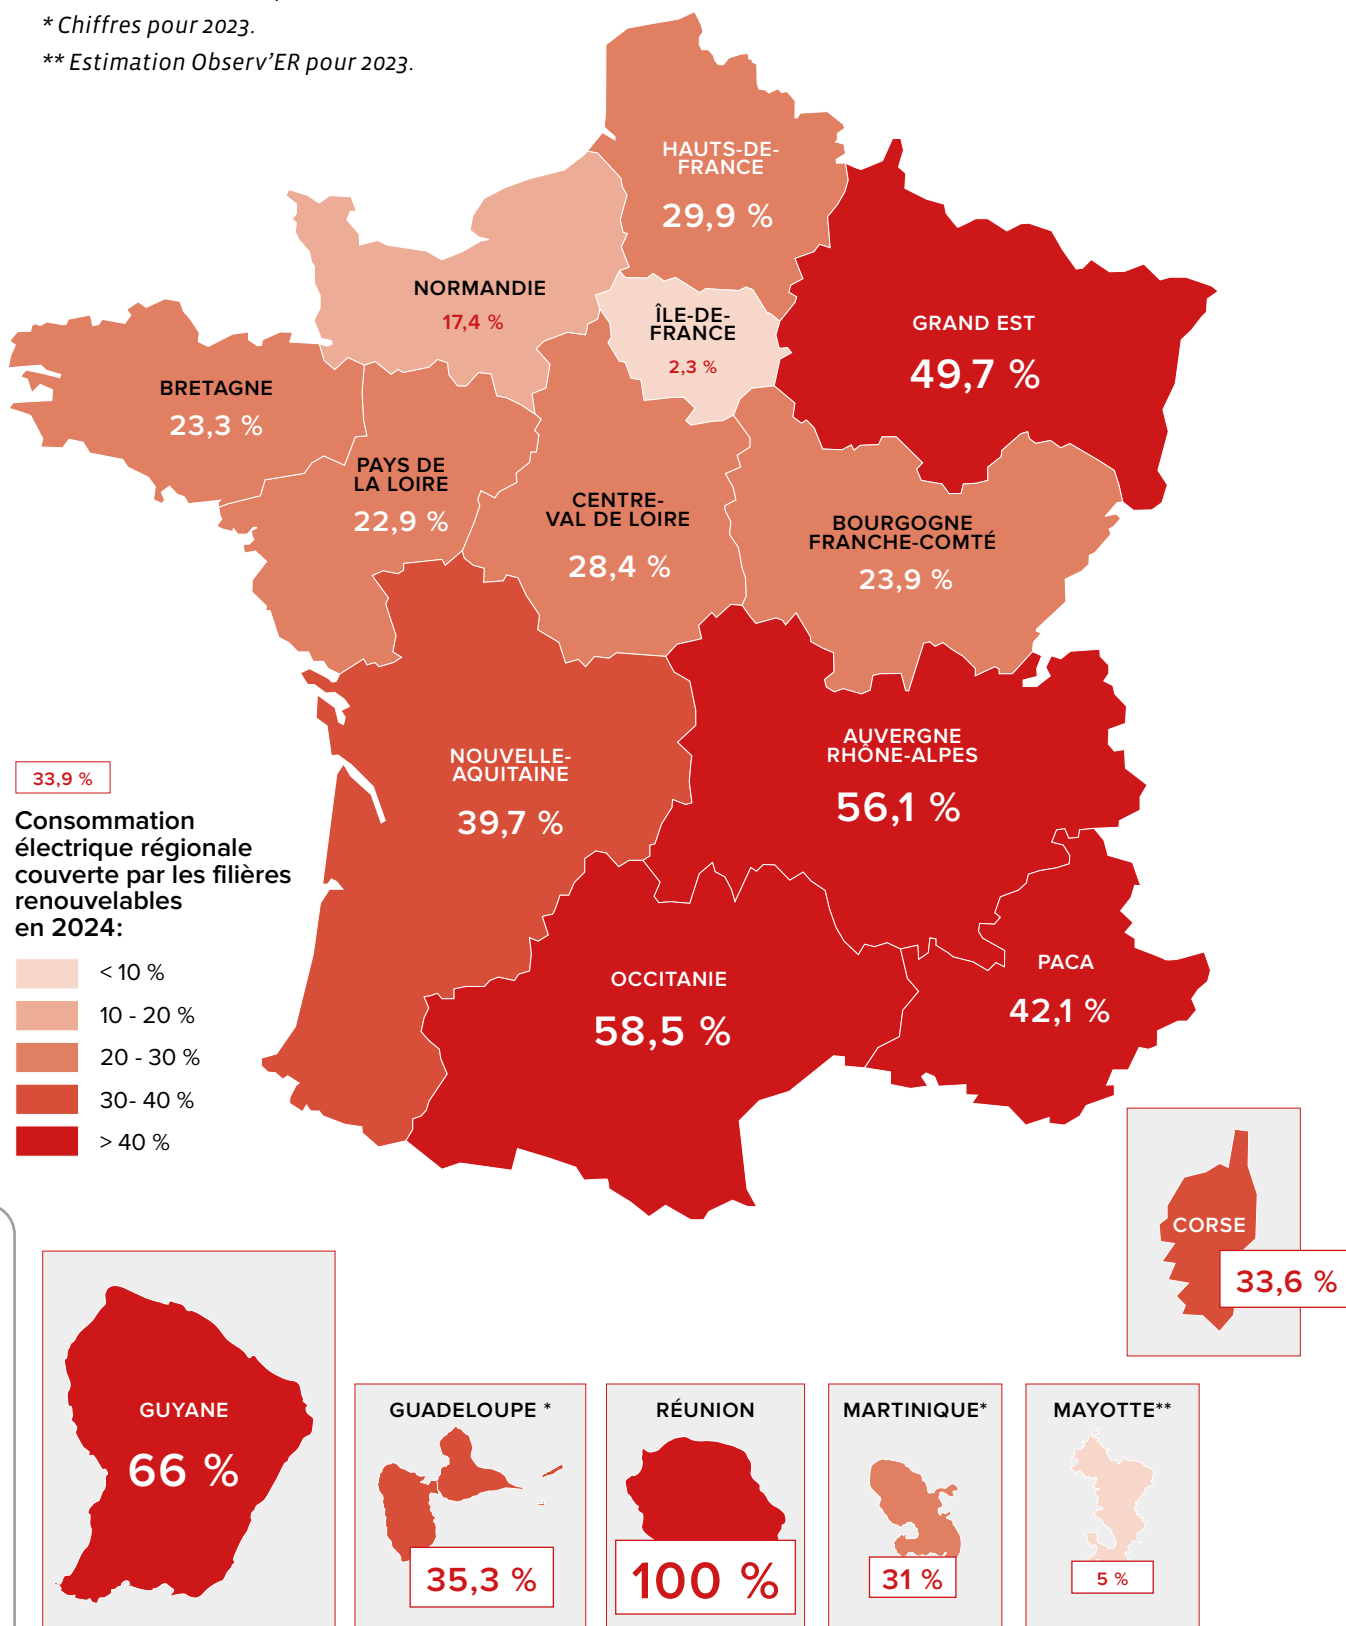 * Chiffres pour 2023.
** Estimation Observ’ER pour 2023.
HAUTS-DE-
FRANCE
29,9 %
NORMANDIE
17,4 %
ÎLE-DE-
FRANCE
2,3 %
GRAND EST
49,7 %
BRETAGNE
23,3 %
PAYS DE
LA LOIRE
22,9 %
CENTRE-
VAL DE LOIRE
28,4 %
BOURGOGNE
FRANCHE-COMTÉ
23,9 %
NOUVELLE-
AQUITAINE
39,7 %
AUVERGNE
RHÔNE-ALPES
56,1 %
OCCITANIE
58,5 %
PACA
42,1 %
33,9 %
Consommation
électrique régionale
couverte par les filières
renouvelables
en 2024:
< 10 %
10 - 20 %
20 - 30 %
30- 40 %
> 40 %
CORSE
33,6 %
GUYANE
66 %
GUADELOUPE *
35,3 %
RÉUNION
100 %
MARTINIQUE*
31 %
MAYOTTE**
5 %